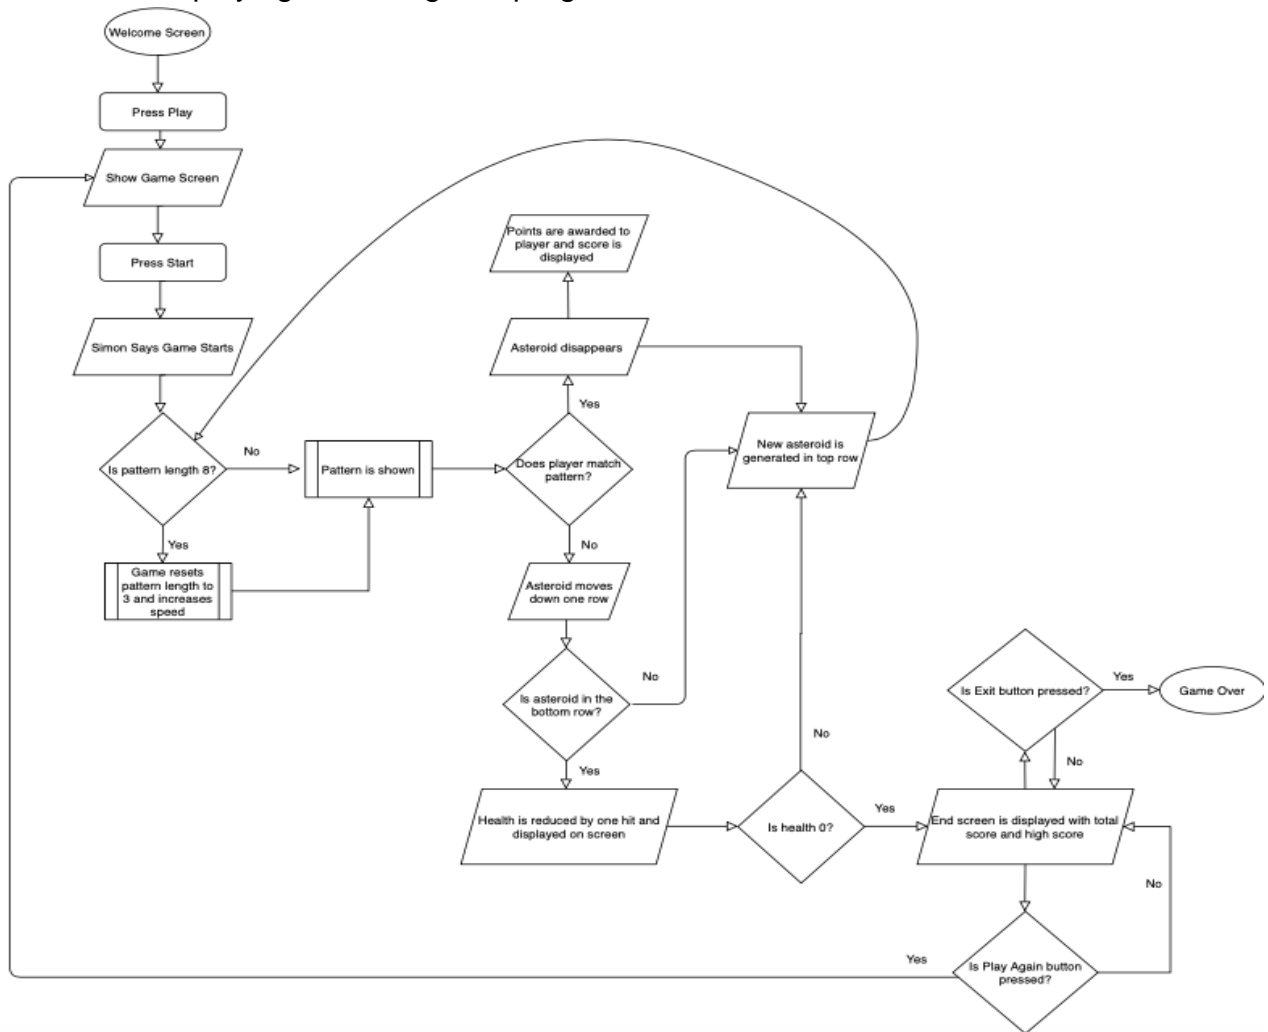 Welcome Screen
Press Play
Show Game Screen
Press Start
Simon Says Game Starts
Is pattern length 8?
No
Yes
Game resets
pattern length to
3 and increases
speed
Pattern is shown
Does player match
pattern?
Yes
Asteroid disappears
Points are awarded to
player and score is
displayed
New asteroid is
generated in top row
No
Asteroid moves
down one row
Is asteroid in the
bottom row?
No
Yes
Health is reduced by one hit and
displayed on screen
Is health 0?
No
Yes
End screen is displayed with total
score and high score
Is Exit button pressed?
Yes
Game Over
No
Is Play Again button
pressed?
No
Yes